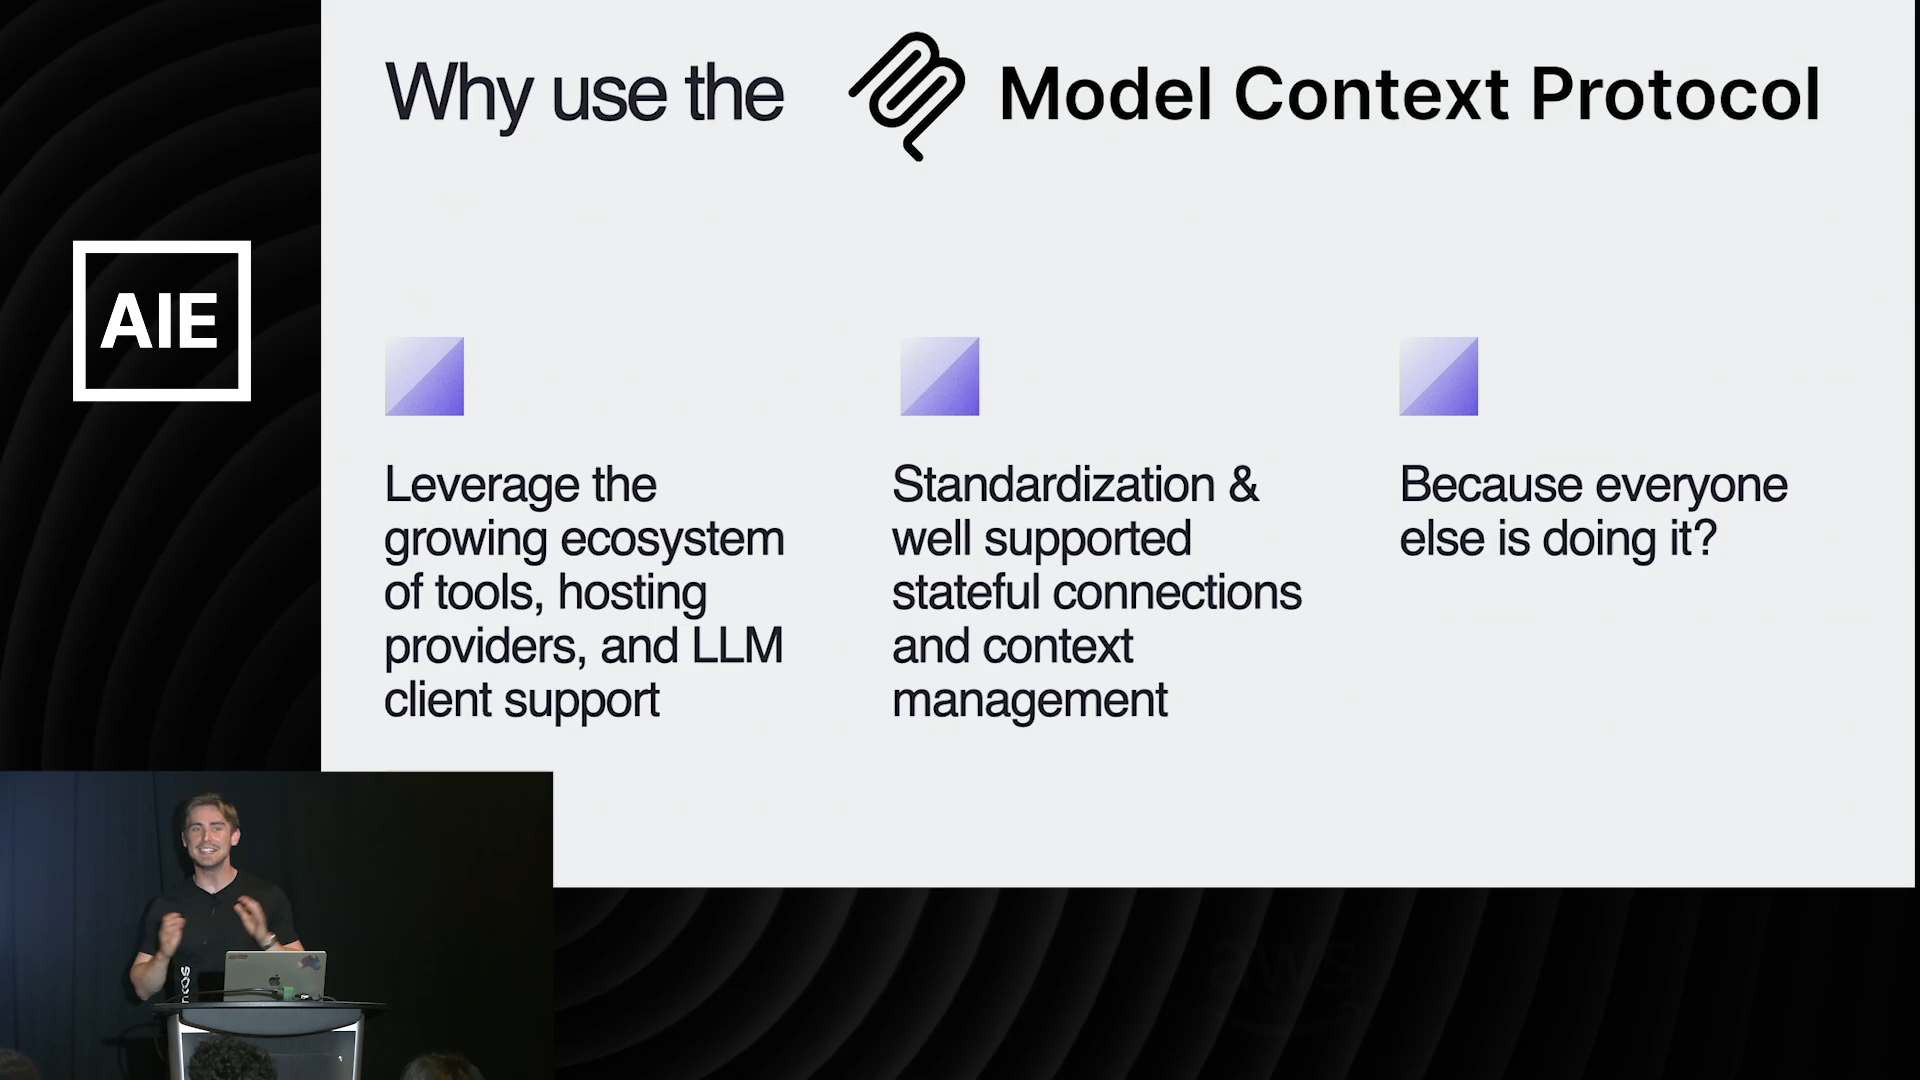 Why use the Model Context Protocol
AIE
Leverage the
growing ecosystem
of tools, hosting
providers, and LLM
client support
Standardization &
well supported
stateful connections
and context
management
Because everyone
else is doing it?
aws